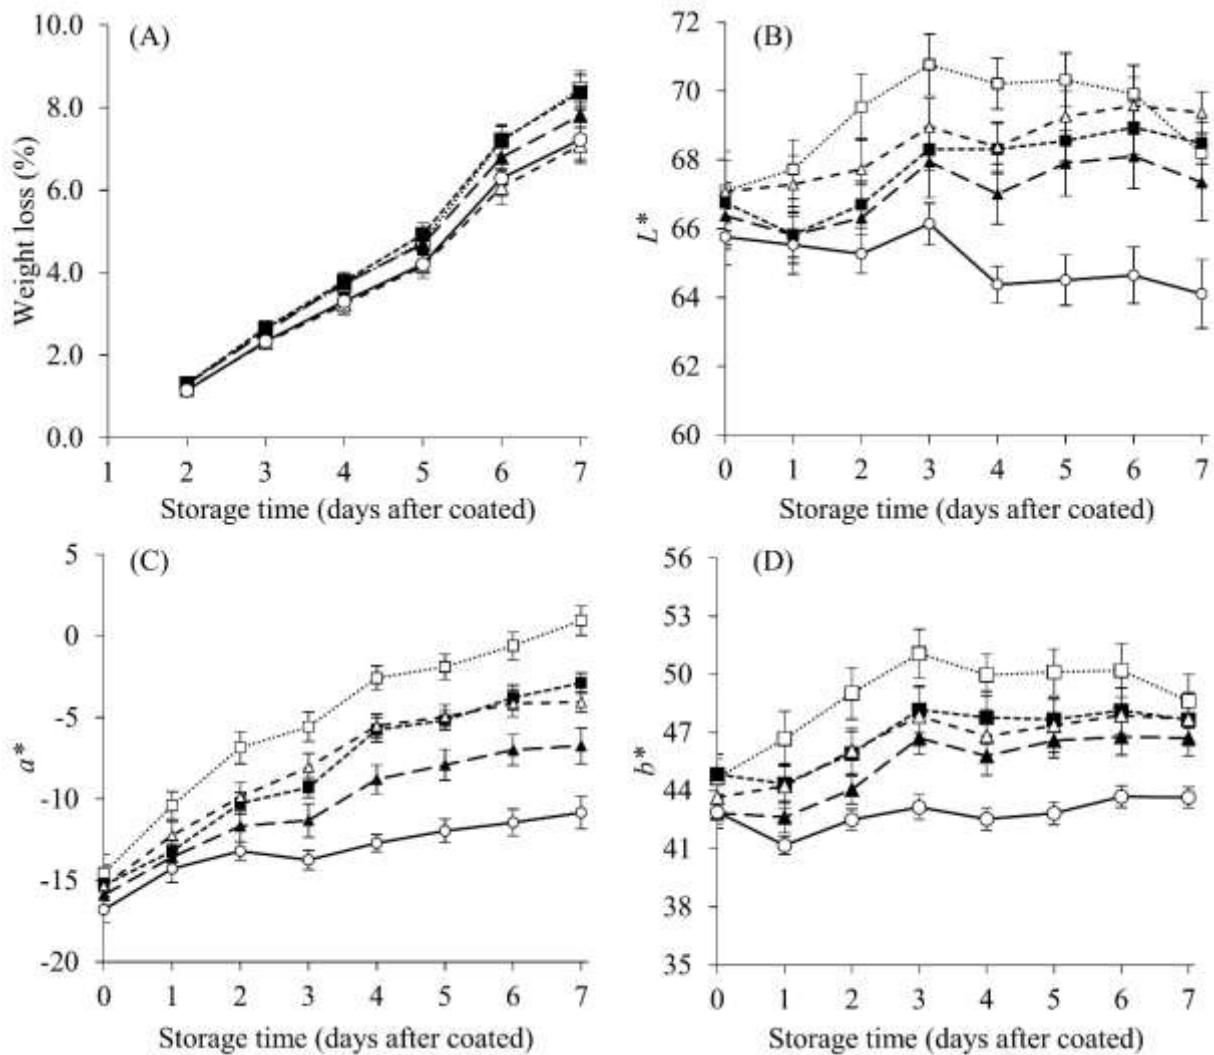 (A)
Weight loss (%)
10.0
8.0
6.0
4.0
2.0
0.0
1 2 3 4 5 6 7
Storage time (days after coated)
(B)
L*
72
70
68
66
64
62
60
0 1 2 3 4 5 6 7
Storage time (days after coated)
(C)
a*
5
0
-5
-10
-15
-20
0 1 2 3 4 5 6 7
Storage time (days after coated)
(D)
b*
56
53
50
47
44
41
38
35
0 1 2 3 4 5 6 7
Storage time (days after coated)